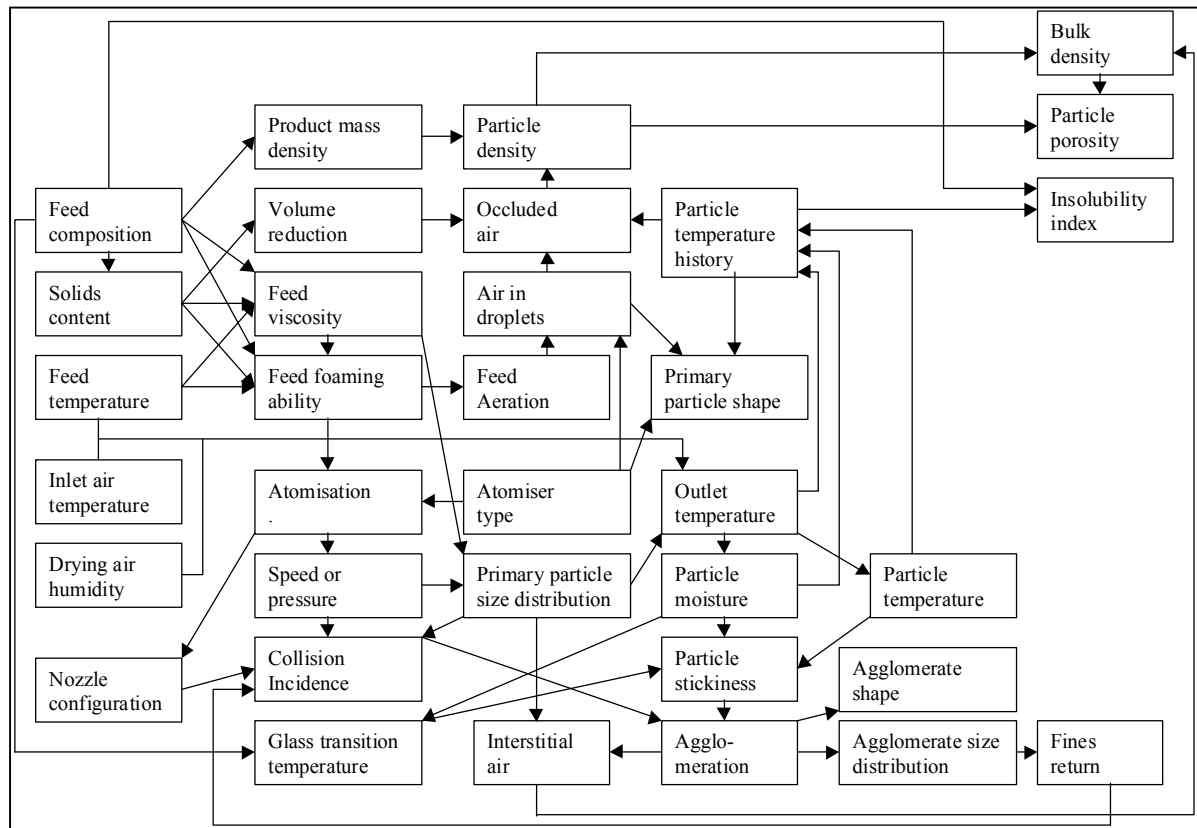 Bulk
density
Product mass
density
Particle
density
Particle
porosity
Feed
composition
Volume
reduction
Occluded
air
Particle
temperature
history
Insolubility
index
Solids
content
Feed
viscosity
Air in
droplets
Feed
temperature
Feed foaming
ability
Feed
Aeration
Primary
particle shape
Inlet air
temperature
Atomisation
.
Atomiser
type
Outlet
temperature
Drying air
humidity
Speed or
pressure
Primary particle
size distribution
Particle
moisture
Particle
temperature
Nozzle
configuration
Collision
Incidence
Particle
stickiness
Agglomerate
shape
Glass transition
temperature
Interstitial
air
Agglo-
meration
Agglomerate size
distribution
Fines
return